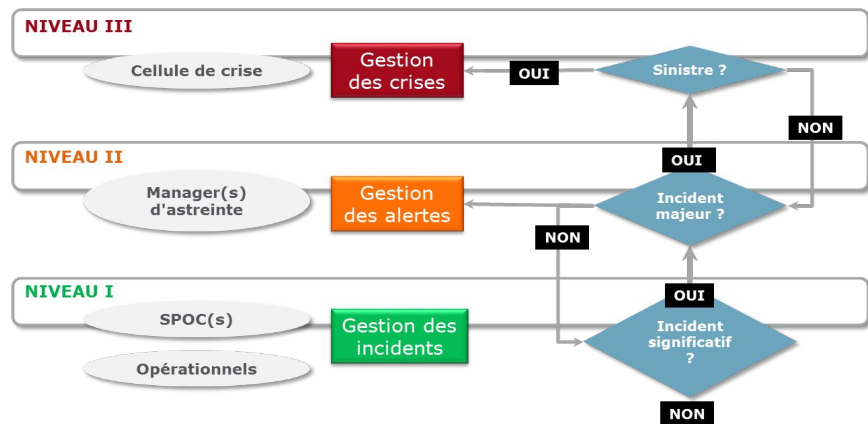 NIVEAU III
Cellule de crise
Gestion
des crises
OUI
Sinistre ?
NON
NIVEAU II
OUI
Manager(s)
d'astreinte
Gestion
des alertes
Incident
majeur ?
NON
NIVEAU I
OUI
SPOC(s)
Gestion des
incidents
Incident
significatif
?
Opérationnels
NON